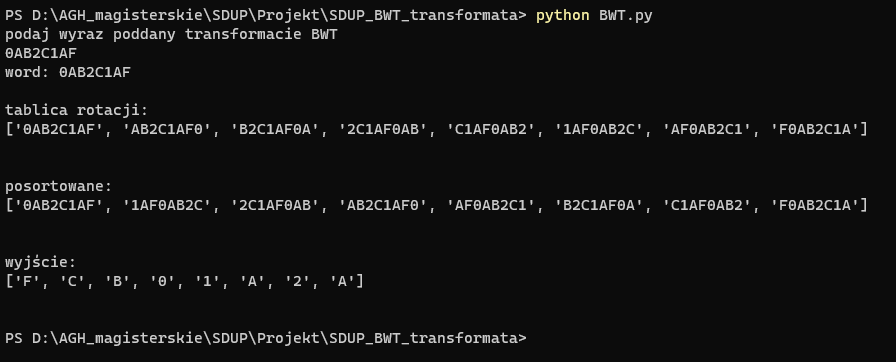 PS D:\AGH_magisterskie\SDUP\Projekt\SDUP_BWT_transformata> python BWT.py
podaj wyraz poddany transformacie BWT
0AB2C1AF
word: 0AB2C1AF
tablica rotacji:
['0AB2C1AF', 'AB2C1AF0', 'B2C1AF0A', '2C1AF0AB', 'C1AF0AB2', '1AF0AB2C', 'AF0AB2C1', 'F0AB2C1A']
posortowane:
['0AB2C1AF', '1AF0AB2C', '2C1AF0AB', 'AB2C1AF0', 'AF0AB2C1', 'B2C1AF0A', 'C1AF0AB2', 'F0AB2C1A']
wyjście:
['F', 'C', 'B', '0', '1', 'A', '2', 'A']
PS D:\AGH_magisterskie\SDUP\Projekt\SDUP_BWT_transformata>